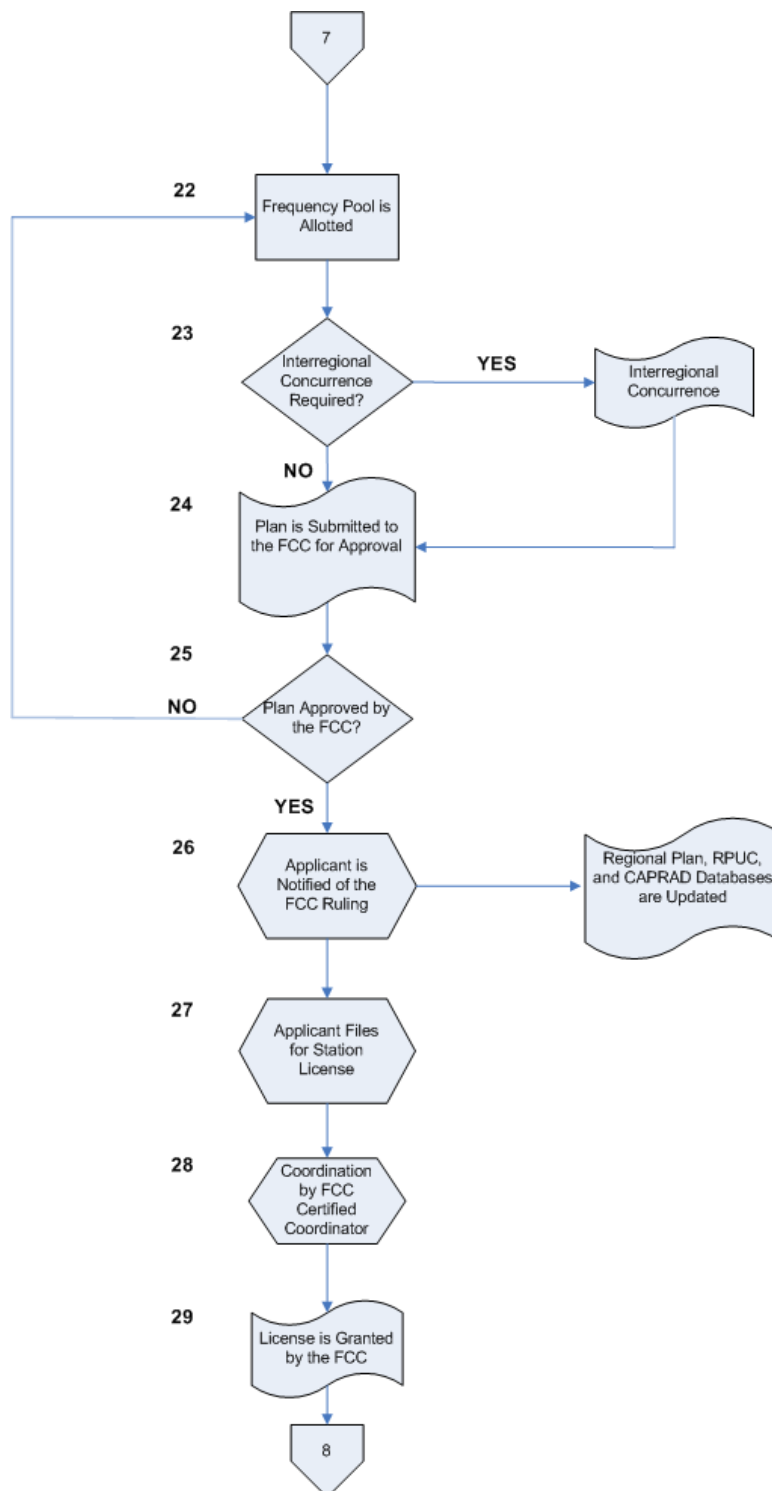 7
22
Frequency Pool is
Allotted
23
Interregional
Concurrence
Required?
YES
Interregional
Concurrence
NO
24
Plan is Submitted to
the FCC for Approval
25
NO
Plan Approved by
the FCC?
YES
26
Applicant is
Notified of the
FCC Ruling
Regional Plan, RPUC,
and CAPRAD Databases
are Updated
27
Applicant Files
for Station
License
28
Coordination
by FCC
Certified
Coordinator
29
License is Granted
by the FCC
8